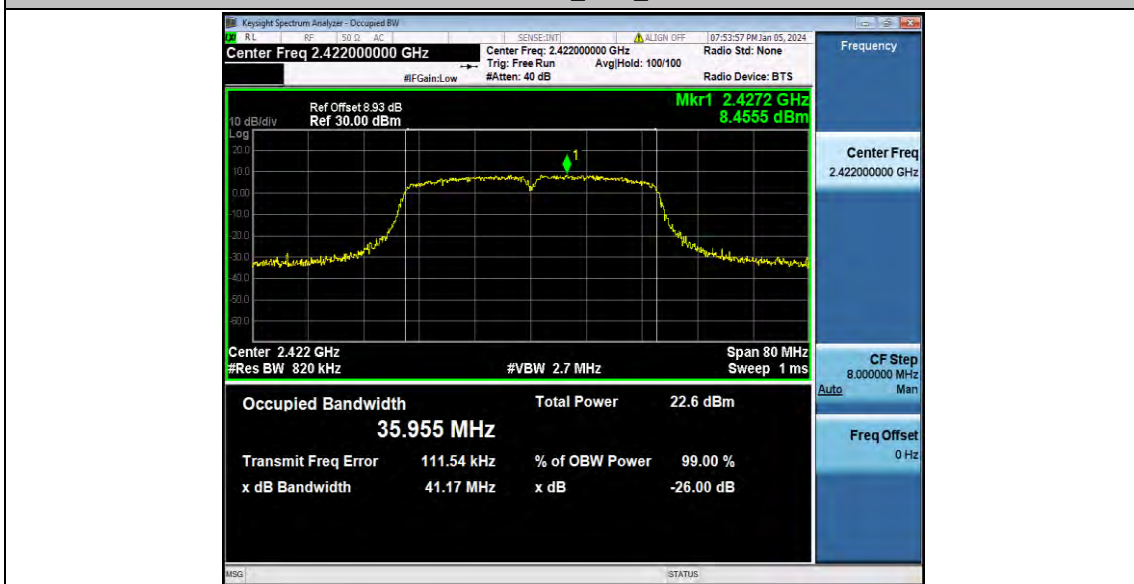 Keysight Spectrum Analyzer - Occupied BW
RL RF 50 Ω AC SENSE:INT ALIGN OFF 07:53:57 PM Jan 05, 2024
Center Freq 2.422000000 GHz
Center Freq: 2.422000000 GHz Radio Std: None
Trig: Free Run Avg|Hold: 100/100
#IFGain:Low #Atten: 40 dB Radio Device: BTS
Frequency
Mkr1 2.4272 GHz
8.4555 dBm
Ref Offset 8.93 dB
10 dB/div Ref 30.00 dBm
Log
20.0
10.0
0.00
-10.0
-20.0
-30.0
-40.0
-50.0
-60.0
1
Center 2.422 GHz Span 80 MHz
#Res BW 820 kHz #VBW 2.7 MHz Sweep 1 ms
Occupied Bandwidth Total Power 22.6 dBm
35.955 MHz
Transmit Freq Error 111.54 kHz % of OBW Power 99.00 %
x dB Bandwidth 41.17 MHz x dB -26.00 dB
Center Freq
2.422000000 GHz
CF Step
8.000000 MHz
Auto Man
Freq Offset
0 Hz
MSG STATUS